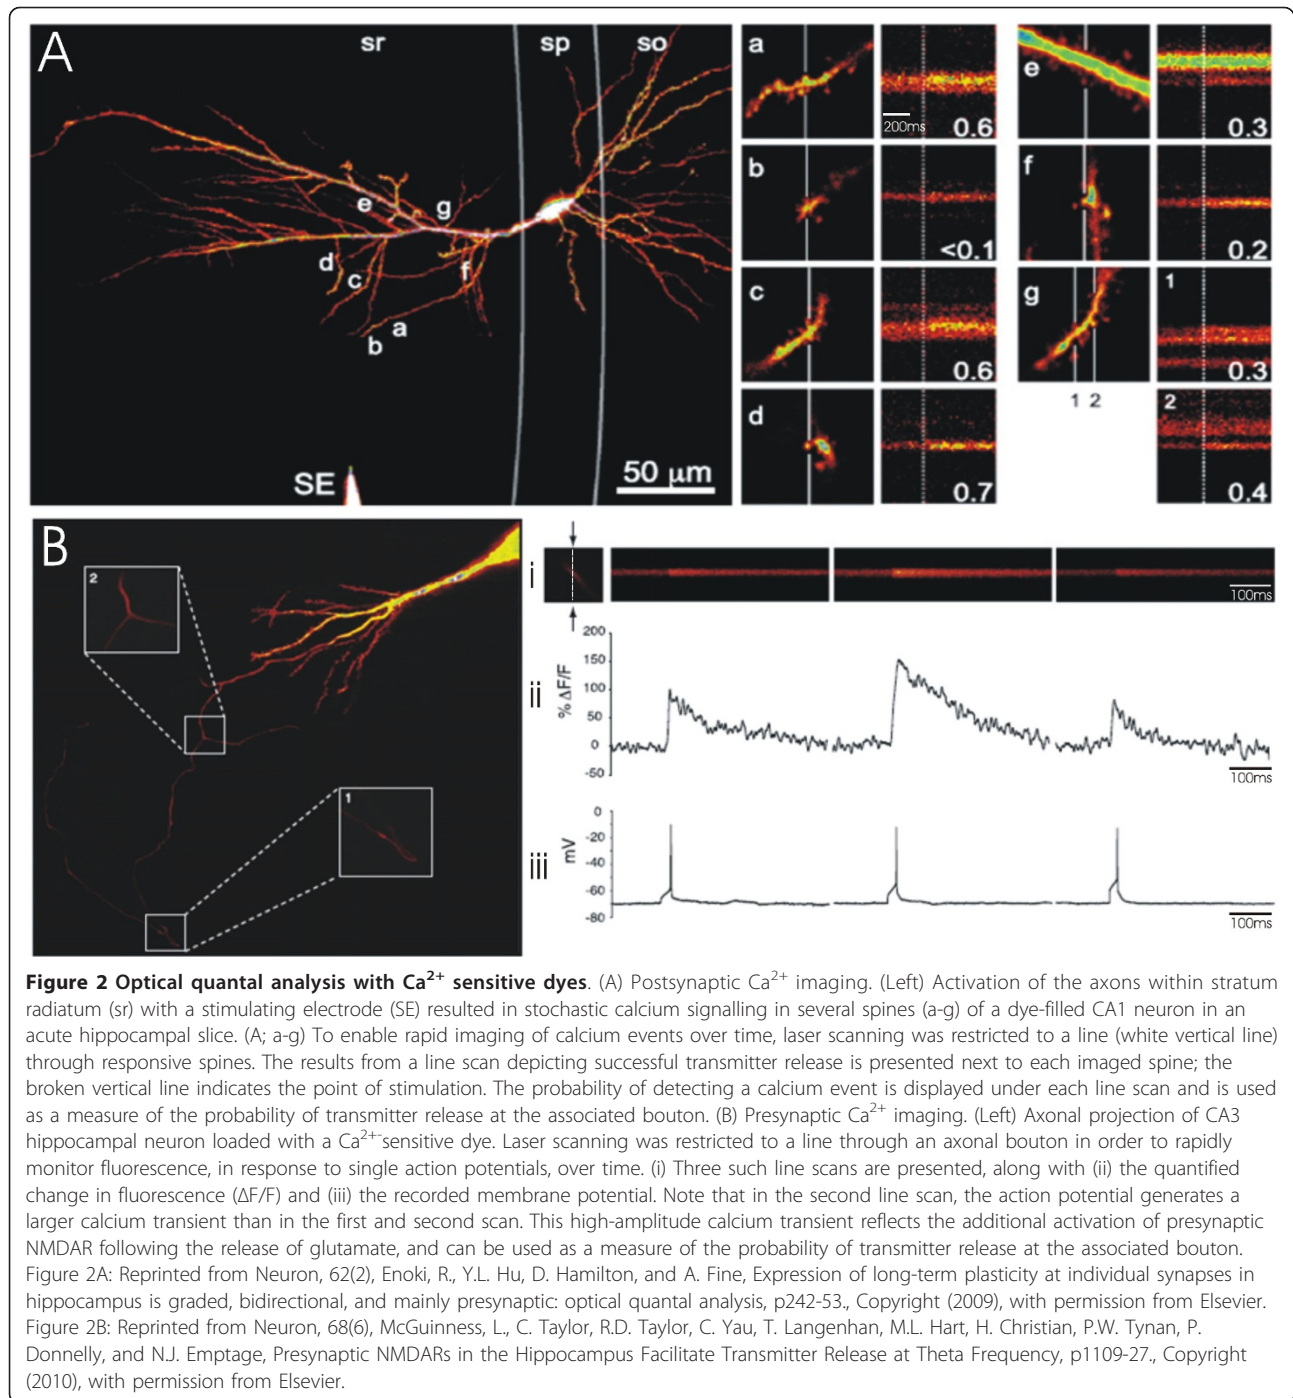 A
sr
sp
so
e
g
d
c
f
a
b
SE
50 µm
a
200ms
0.6
b
<0.1
c
0.6
d
0.7
e
0.3
f
0.2
g
1 2
1
0.3
2
0.4
B
2
1
i
100ms
ii
% ΔF/F
200
150
100
50
0
-50
100ms
iii
mV
0
-20
-40
-60
-80
100ms
Figure 2 Optical quantal analysis with Ca2+ sensitive dyes. (A) Postsynaptic Ca2+ imaging. (Left) Activation of the axons within stratum
radiatum (sr) with a stimulating electrode (SE) resulted in stochastic calcium signalling in several spines (a-g) of a dye-filled CA1 neuron in an
acute hippocampal slice. (A; a-g) To enable rapid imaging of calcium events over time, laser scanning was restricted to a line (white vertical line)
through responsive spines. The results from a line scan depicting successful transmitter release is presented next to each imaged spine; the
broken vertical line indicates the point of stimulation. The probability of detecting a calcium event is displayed under each line scan and is used
as a measure of the probability of transmitter release at the associated bouton. (B) Presynaptic Ca2+ imaging. (Left) Axonal projection of CA3
hippocampal neuron loaded with a Ca2+-sensitive dye. Laser scanning was restricted to a line through an axonal bouton in order to rapidly
monitor fluorescence, in response to single action potentials, over time. (i) Three such line scans are presented, along with (ii) the quantified
change in fluorescence (ΔF/F) and (iii) the recorded membrane potential. Note that in the second line scan, the action potential generates a
larger calcium transient than in the first and second scan. This high-amplitude calcium transient reflects the additional activation of presynaptic
NMDAR following the release of glutamate, and can be used as a measure of the probability of transmitter release at the associated bouton.
Figure 2A: Reprinted from Neuron, 62(2), Enoki, R., Y.L. Hu, D. Hamilton, and A. Fine, Expression of long-term plasticity at individual synapses in
hippocampus is graded, bidirectional, and mainly presynaptic: optical quantal analysis, p242-53., Copyright (2009), with permission from Elsevier.
Figure 2B: Reprinted from Neuron, 68(6), McGuinness, L., C. Taylor, R.D. Taylor, C. Yau, T. Langenhan, M.L. Hart, H. Christian, P.W. Tynan, P.
Donnelly, and N.J. Emptage, Presynaptic NMDARs in the Hippocampus Facilitate Transmitter Release at Theta Frequency, p1109-27., Copyright
(2010), with permission from Elsevier.